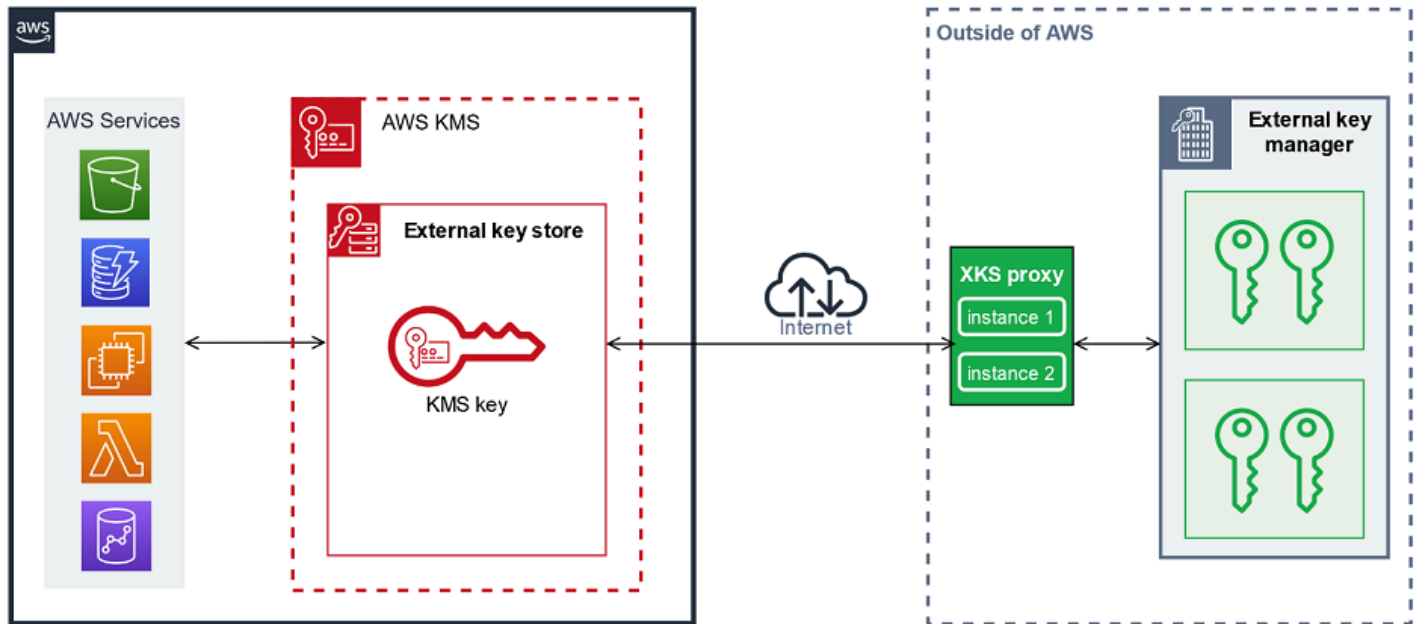 aws
AWS Services
AWS KMS
External key store
KMS key
Internet
Outside of AWS
XKS proxy
instance 1
instance 2
External key
manager